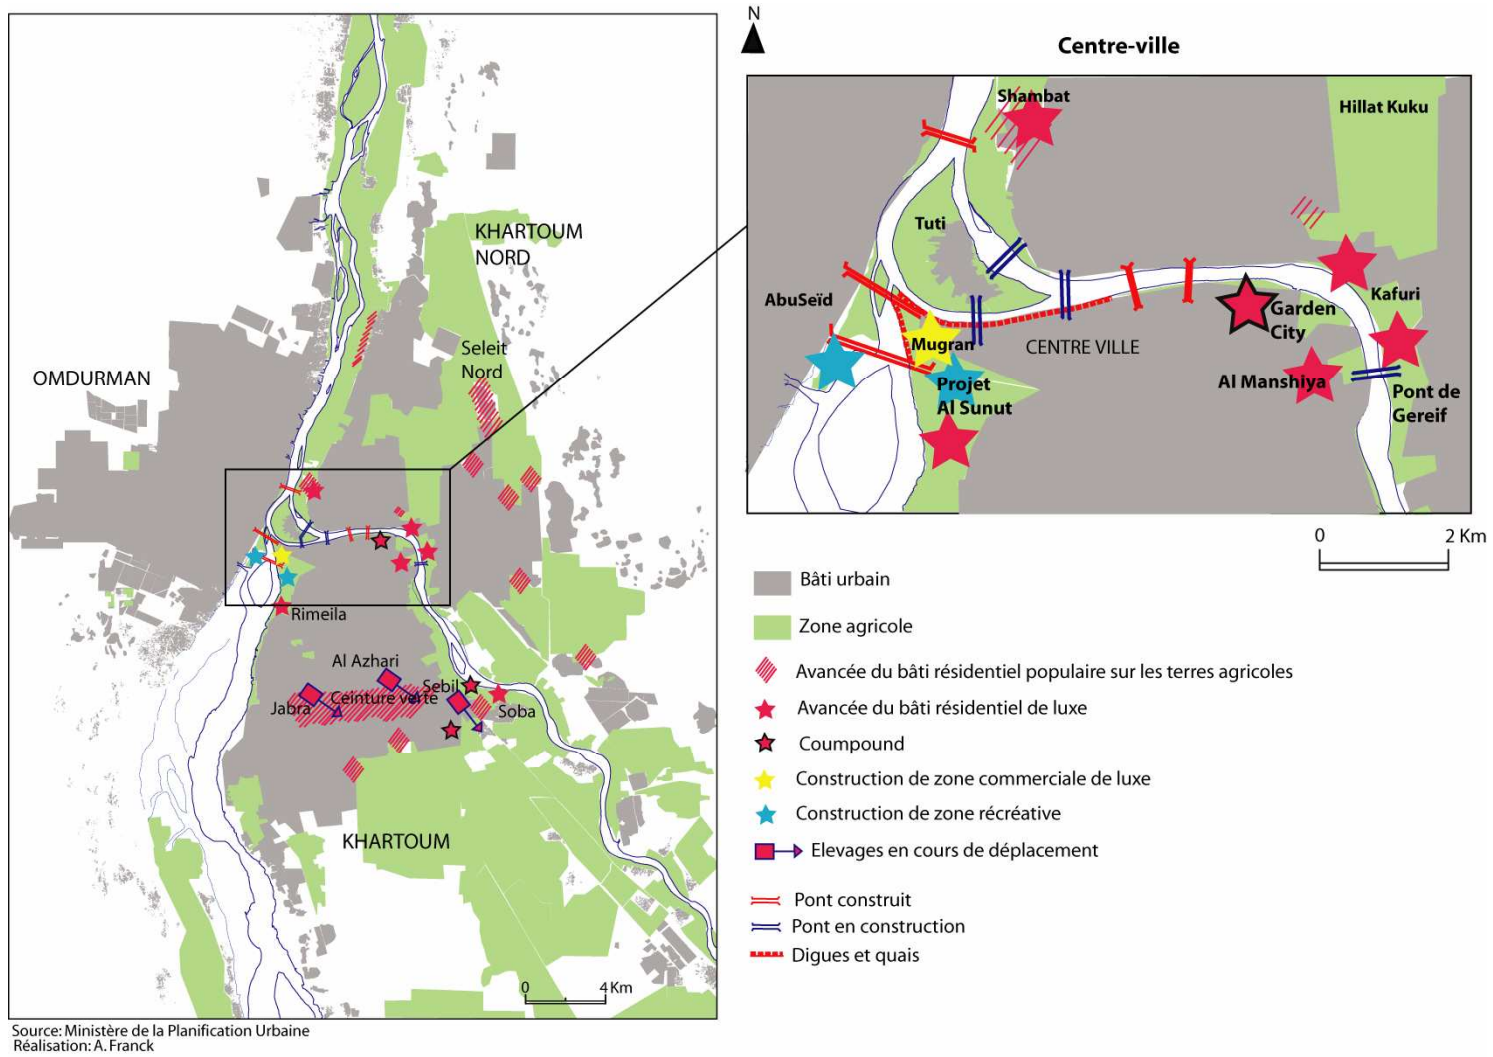 KHARTOUM
NORD
Seleit
Nord
OMDURMAN
Rimeila
Al Azhari
Sebil
Ceinture verte
Jabra
Soba
KHARTOUM
0 4 Km
Source: Ministère de la Planification Urbaine
Réalisation: A. Franck
N
Centre-ville
Shambat
Hillat Kuku
Tuti
AbuSeïd
Kafuri
Garden
City
Mugran
CENTRE VILLE
Al Manshiya
Projet
Al Sunut
Pont de
Gereif
0 2 Km
Bâti urbain
Zone agricole
Avancée du bâti résidentiel populaire sur les terres agricoles
Avancée du bâti résidentiel de luxe
Coumpound
Construction de zone commerciale de luxe
Construction de zone récréative
Elevages en cours de déplacement
Pont construit
Pont en construction
Digues et quais